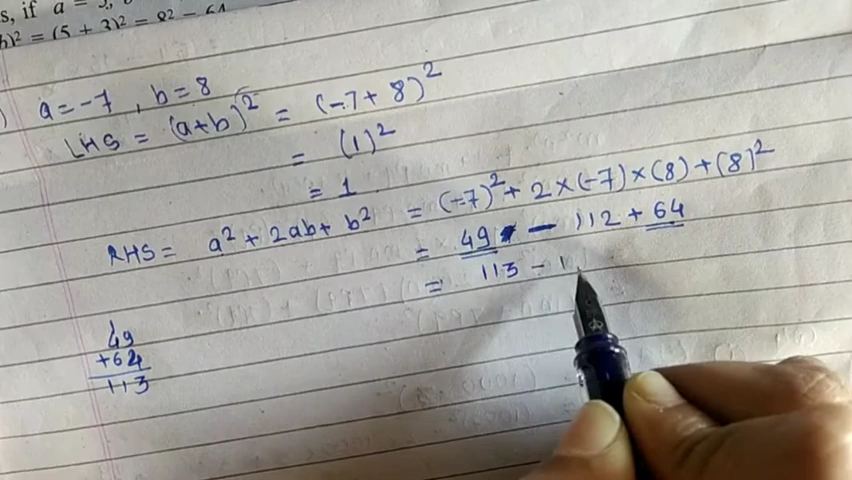 s, if a = 5,
b)² = (5 + 3)² = 8² = 64
) a = -7 , b = 8
LHS = (a+b)² = (-7+8)²
= (1)²
= 1
RHS = a² + 2ab + b² = (-7)² + 2×(-7)×(8)+(8)²
= 49 - 112 + 64
= 113 - 1
49
+64
113